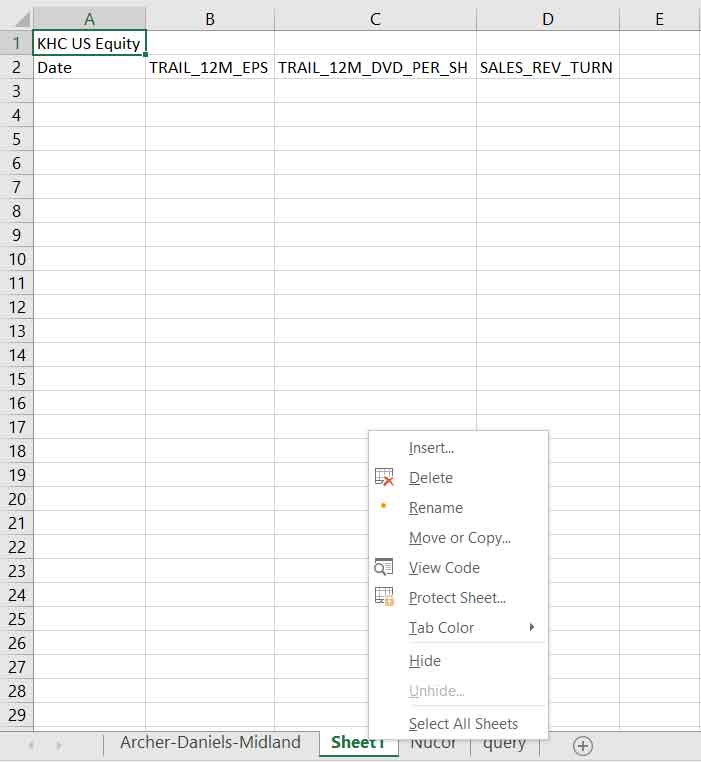 A B C D E
1 KHC US Equity
2 Date TRAIL_12M_EPS TRAIL_12M_DVD_PER_SH SALES_REV_TURN
3
4
5
6
7
8
9
10
11
12
13
14
15
16
17
18
19
20
21
22
23
24
25
26
27
28
29
Insert...
Delete
Rename
Move or Copy...
View Code
Protect Sheet...
Tab Color
Hide
Unhide...
Select All Sheets
Archer-Daniels-Midland Sheet1 Nucor query